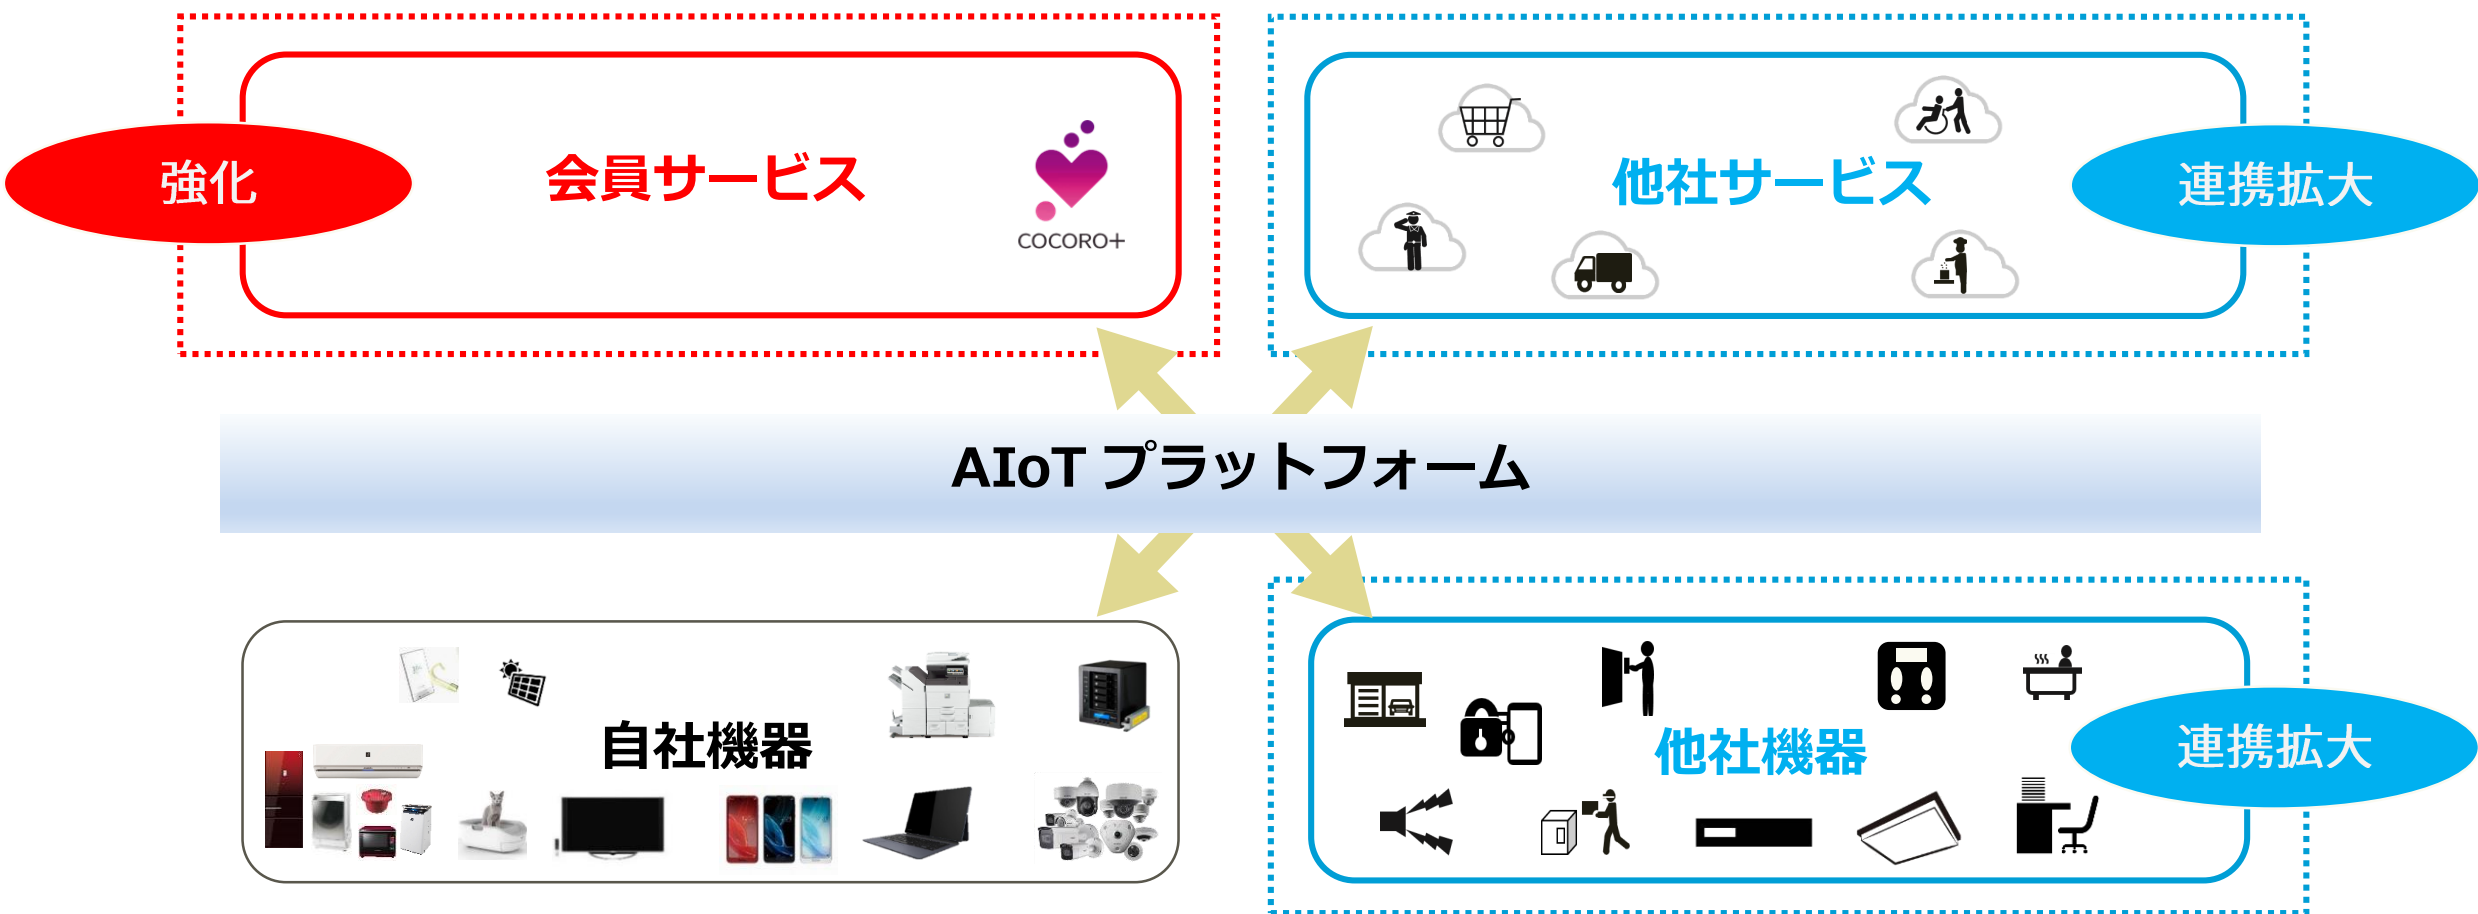 強化
会員サービス
COCORO+
他社サービス
連携拡大
AIoT プラットフォーム
自社機器
他社機器
連携拡大